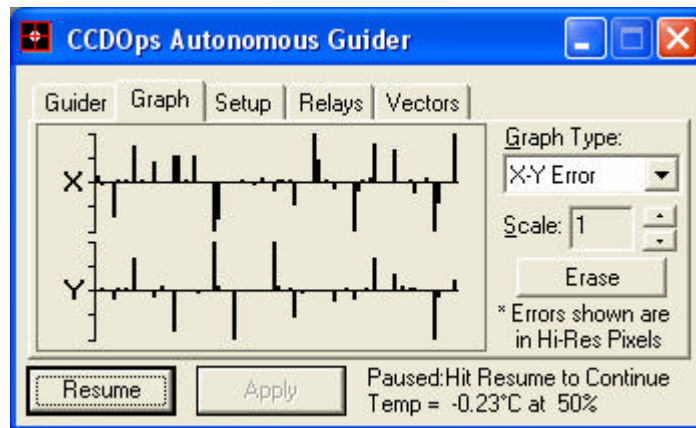 CCDOps Autonomous Guider
Guider Graph Setup Relays Vectors
X
Y
Graph Type:
X-Y Error
Scale: 1
Erase
* Errors shown are
in Hi-Res Pixels
Resume Apply
Paused:Hit Resume to Continue
Temp = -0.23°C at 50%